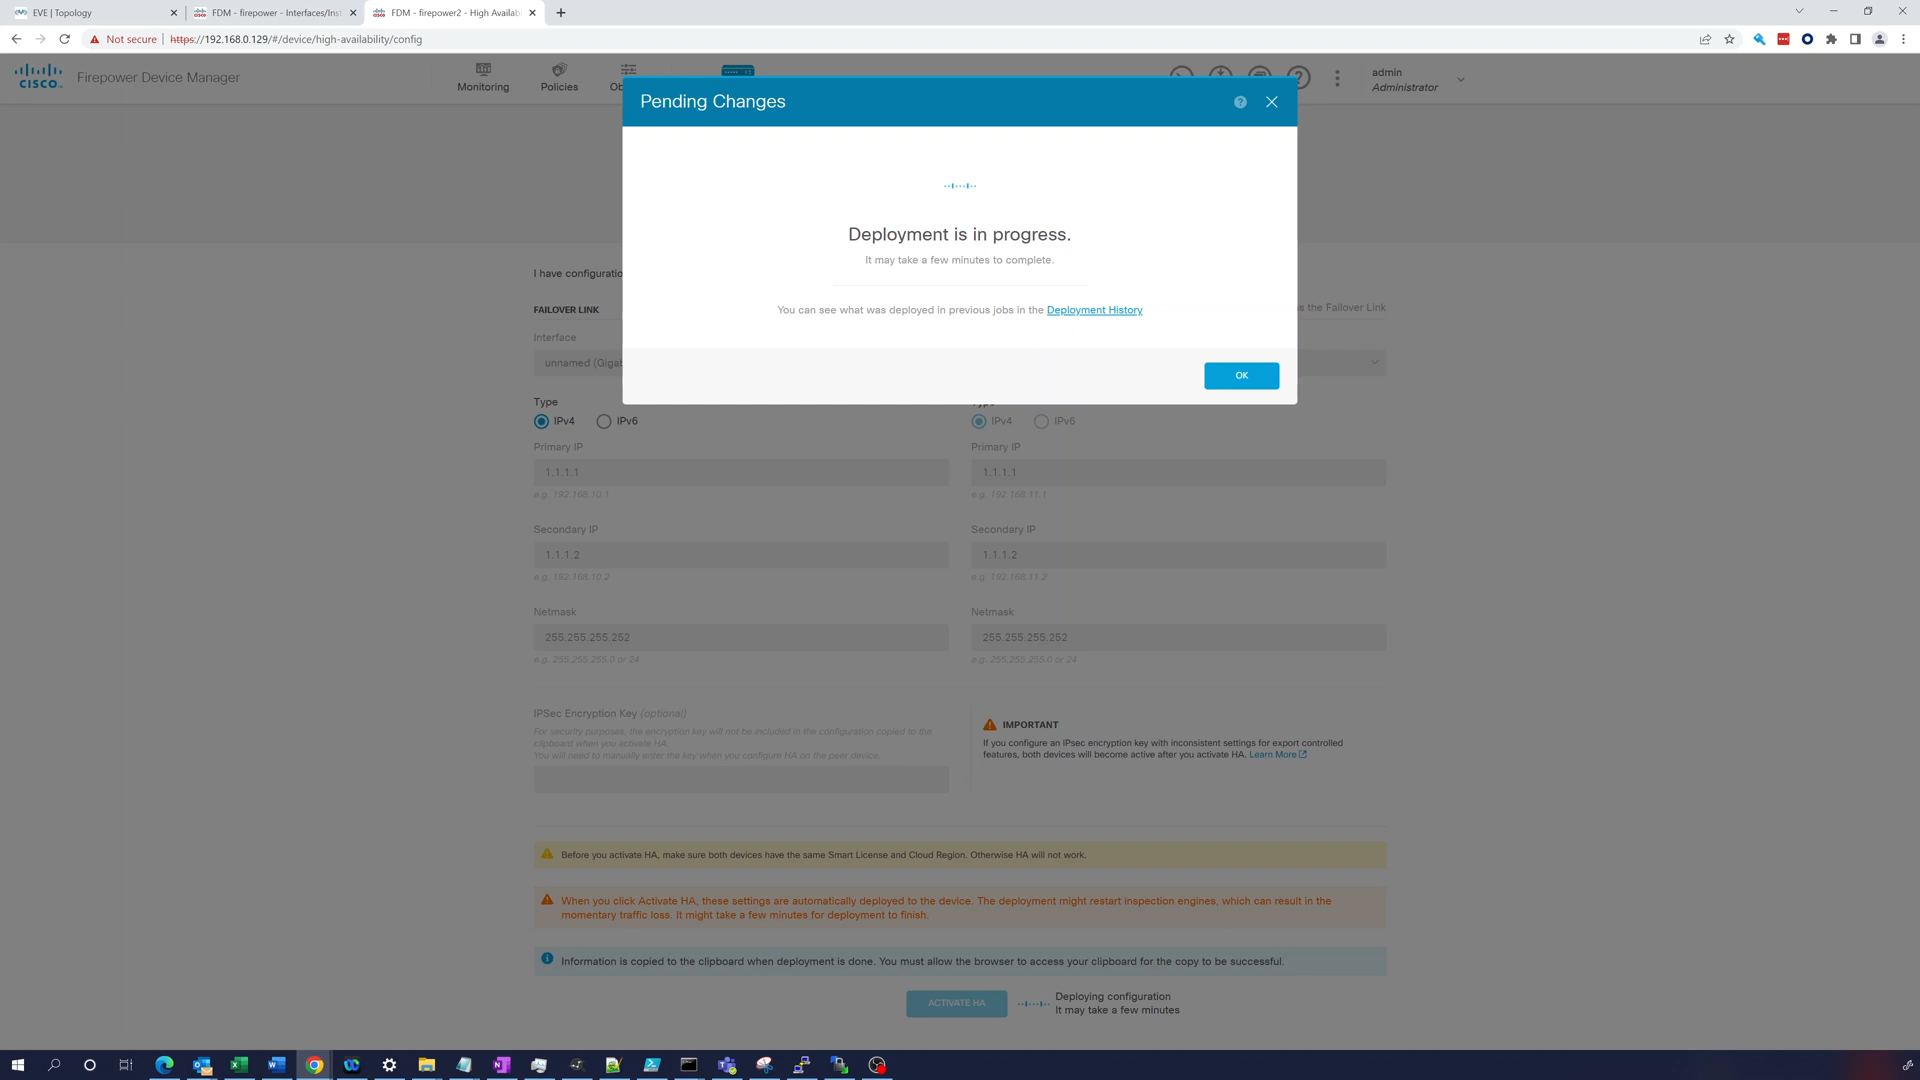 EVE | Topology
FDM - firepower - Interfaces/Inst
FDM - firepower2 - High Availab
Not secure
https://192.168.0.129/#/device/high-availability/config
CISCO
Firepower Device Manager
Monitoring
Policies
Ob
admin
Administrator
Pending Changes
Deployment is in progress.
It may take a few minutes to complete.
You can see what was deployed in previous jobs in the Deployment History
OK
I have configuratio
FAILOVER LINK
s the Failover Link
Interface
unnamed (Gigab
Type
IPv4
IPv6
IPv4
IPv6
Primary IP
Primary IP
1.1.1.1
1.1.1.1
e.g. 192.168.10.1
e.g. 192.168.11.1
Secondary IP
Secondary IP
1.1.1.2
1.1.1.2
e.g. 192.168.10.2
e.g. 192.168.11.2
Netmask
Netmask
255.255.255.252
255.255.255.252
e.g. 255.255.255.0 or 24
e.g. 255.255.255.0 or 24
IPSec Encryption Key (optional)
For security purposes, the encryption key will not be included in the configuration copied to the
clipboard when you activate HA.
You will need to manually enter the key when you configure HA on the peer device.
IMPORTANT
If you configure an IPsec encryption key with inconsistent settings for export controlled
features, both devices will become active after you activate HA. Learn More
Before you activate HA, make sure both devices have the same Smart License and Cloud Region. Otherwise HA will not work.
When you click Activate HA, these settings are automatically deployed to the device. The deployment might restart inspection engines, which can result in the
momentary traffic loss. It might take a few minutes for deployment to finish.
Information is copied to the clipboard when deployment is done. You must allow the browser to access your clipboard for the copy to be successful.
ACTIVATE HA
Deploying configuration
It may take a few minutes